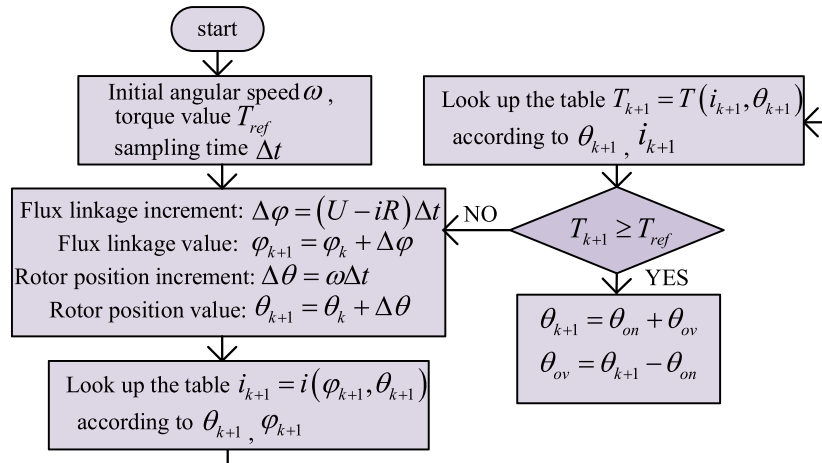 start
Initial angular speed ω ,
torque value T_ref
sampling time Δt
Flux linkage increment: Δφ = (U − iR)Δt
Flux linkage value: φ_{k+1} = φ_k + Δφ
Rotor position increment: Δθ = ωΔt
Rotor position value: θ_{k+1} = θ_k + Δθ
Look up the table i_{k+1} = i(φ_{k+1}, θ_{k+1})
according to θ_{k+1} , φ_{k+1}
Look up the table T_{k+1} = T(i_{k+1}, θ_{k+1})
according to θ_{k+1} , i_{k+1}
T_{k+1} ≥ T_ref
NO
YES
θ_{k+1} = θ_on + θ_ov
θ_ov = θ_{k+1} − θ_on